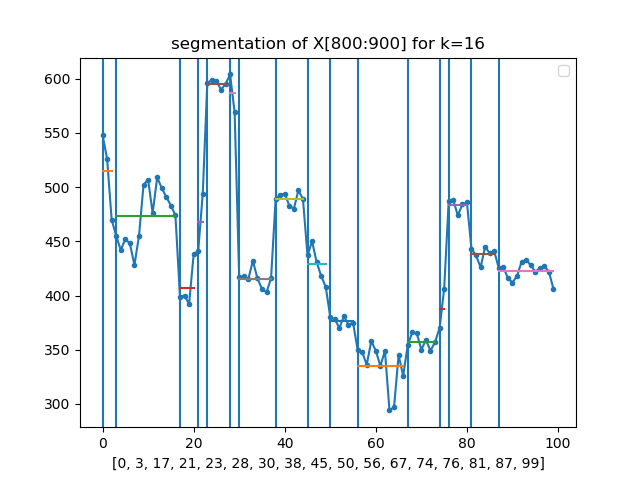 segmentation of X[800:900] for k=16
600
550
500
450
400
350
300
0 20 40 60 80 100
[0, 3, 17, 21, 23, 28, 30, 38, 45, 50, 56, 67, 74, 76, 81, 87, 99]